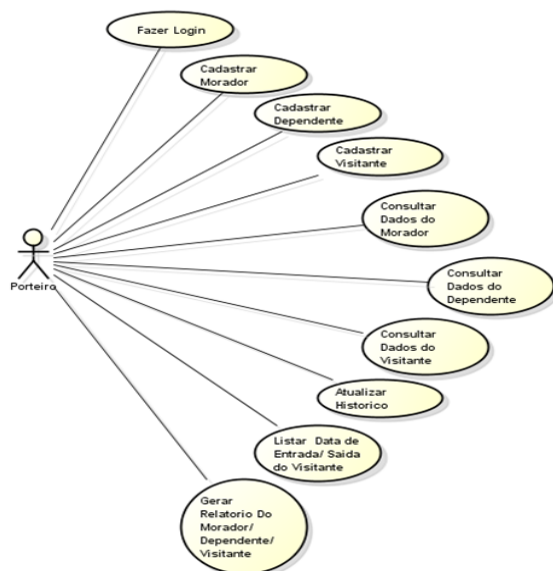 Fazer Login
Cadastrar
Morador
Cadastrar
Dependente
Cadastrar
Visitante
Consultar
Dados do
Morador
Porteiro
Consultar
Dados do
Dependente
Consultar
Dados do
Visitante
Atualizar
Historico
Listar Data de
Entrada/ Saida
do Visitante
Gerar
Relatorio Do
Morador/
Dependente/
Visitante